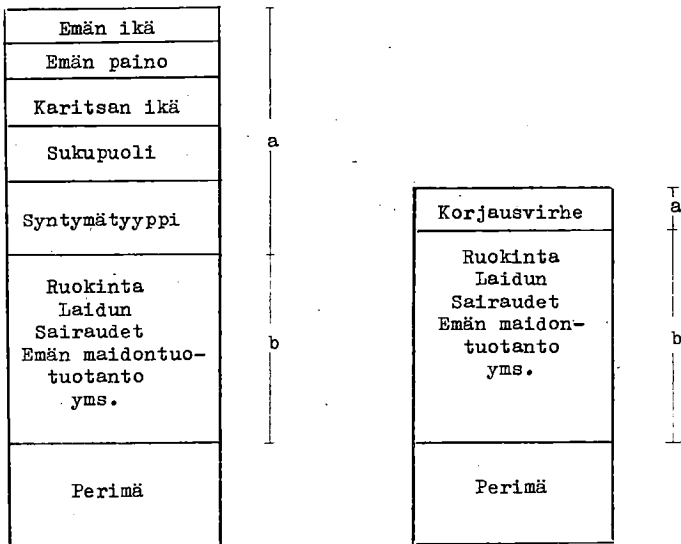 Emän ikä
Emän paino
Karitsan ikä
Sukupuoli
Syntymätyyppi
a
Ruokinta
Laidun
Sairaudet
Emän maidontuo-
tuotanto
yms.
b
Perimä
Korjausvirhe
a
Ruokinta
Laidun
Sairaudet
Emän maidon-
tuotanto
yms.
b
Perimä